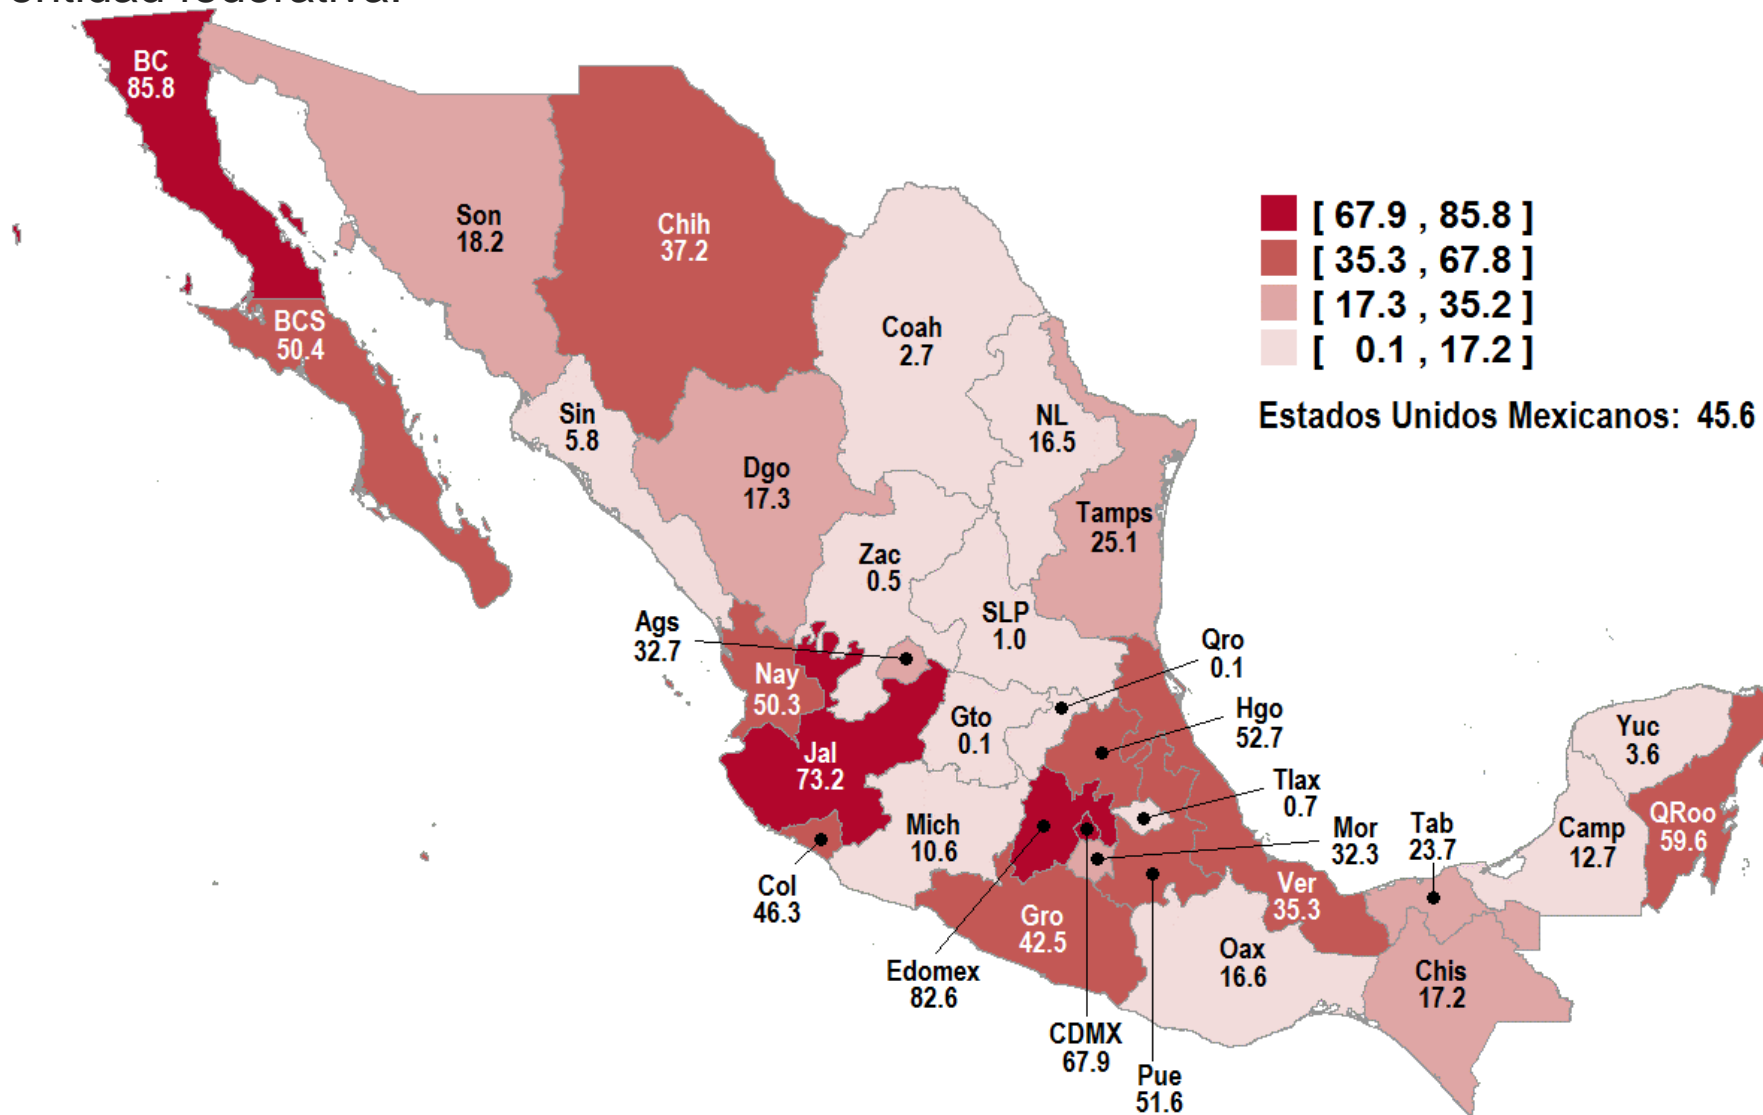 entidad federativa.
BC
85.8
Son
18.2
Chih
37.2
[ 67.9 , 85.8 ]
[ 35.3 , 67.8 ]
[ 17.3 , 35.2 ]
[ 0.1 , 17.2 ]
Estados Unidos Mexicanos: 45.6
BCS
50.4
Coah
2.7
Sin
5.8
NL
16.5
Dgo
17.3
Tamps
25.1
Zac
0.5
Ags
32.7
SLP
1.0
Qro
0.1
Nay
50.3
Gto
0.1
Hgo
52.7
Yuc
3.6
Jal
73.2
Tlax
0.7
Mich
10.6
Mor
32.3
Tab
23.7
Camp
12.7
QRoo
59.6
Col
46.3
Gro
42.5
Ver
35.3
Edomex
82.6
Oax
16.6
Chis
17.2
CDMX
67.9
Pue
51.6